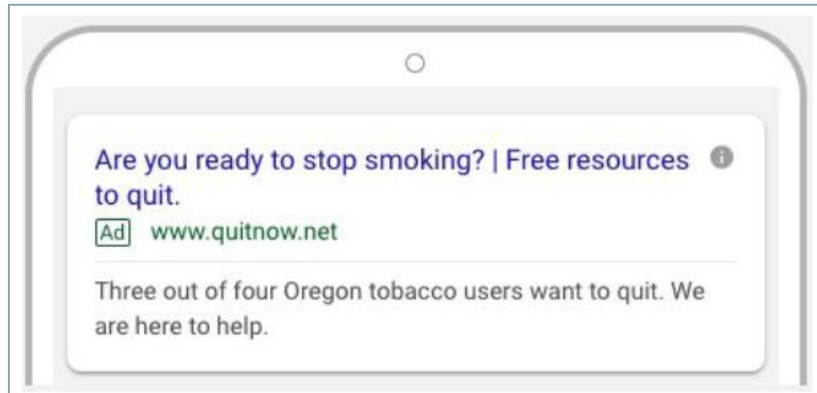 Are you ready to stop smoking? | Free resources
to quit.
Ad www.quitnow.net
Three out of four Oregon tobacco users want to quit. We
are here to help.